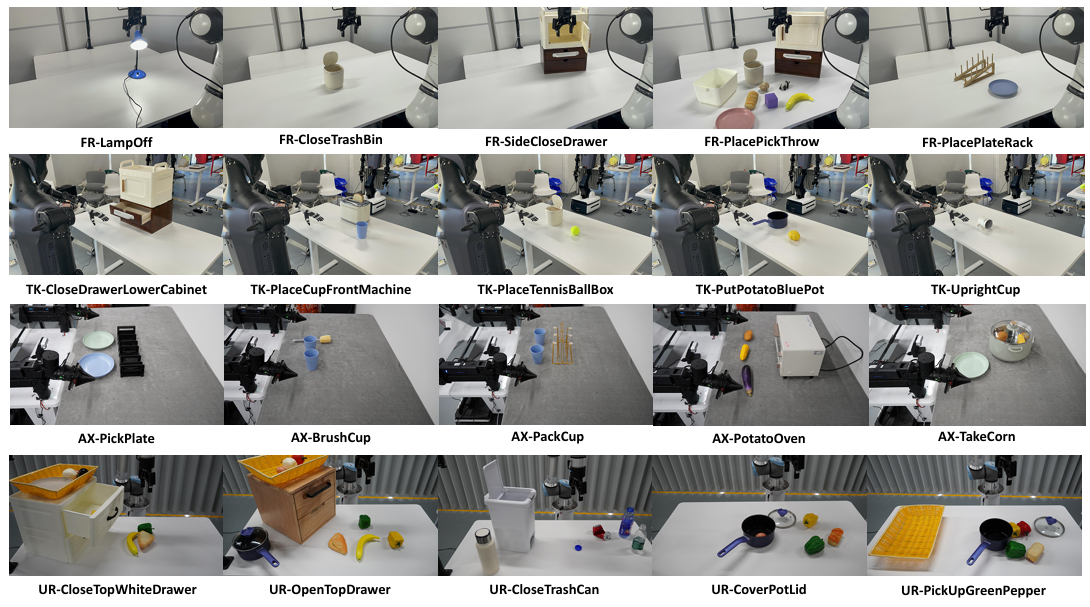 FR-LampOff
FR-CloseTrashBin
FR-SideCloseDrawer
FR-PlacePickThrow
FR-PlacePlateRack
TK-CloseDrawerLowerCabinet
TK-PlaceCupFrontMachine
TK-PlaceTennisBallBox
TK-PutPotatoBluePot
TK-UprightCup
AX-PickPlate
AX-BrushCup
AX-PackCup
AX-PotatoOven
AX-TakeCorn
UR-CloseTopWhiteDrawer
UR-OpenTopDrawer
UR-CloseTrashCan
UR-CoverPotLid
UR-PickUpGreenPepper